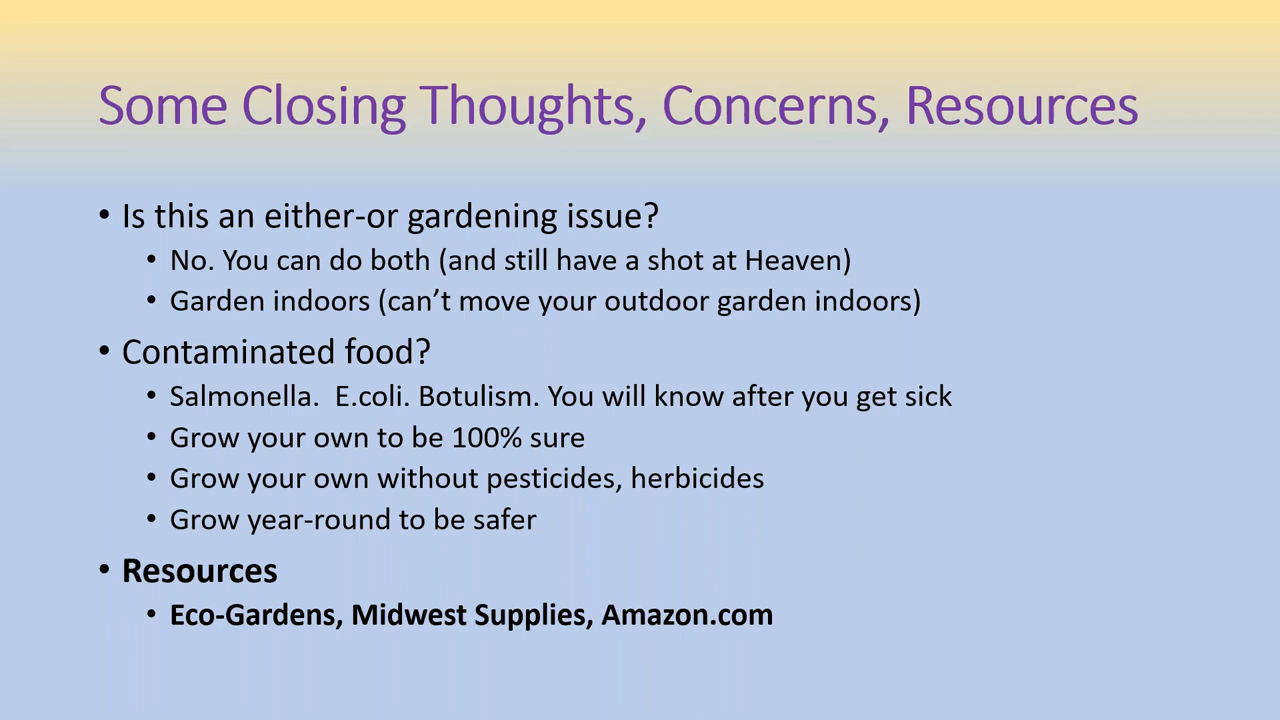 Some Closing Thoughts, Concerns, Resources
• Is this an either-or gardening issue?
• No. You can do both (and still have a shot at Heaven)
• Garden indoors (can’t move your outdoor garden indoors)
• Contaminated food?
• Salmonella.  E.coli. Botulism. You will know after you get sick
• Grow your own to be 100% sure
• Grow your own without pesticides, herbicides
• Grow year-round to be safer
• Resources
• Eco-Gardens, Midwest Supplies, Amazon.com